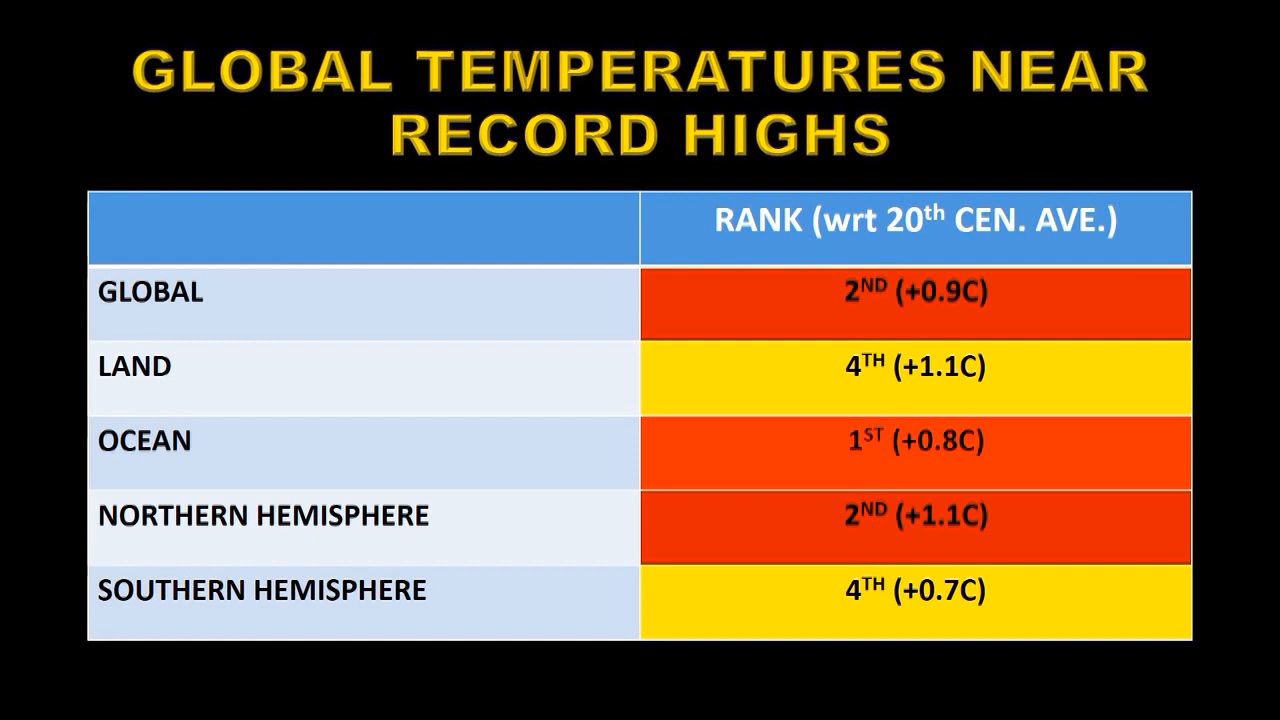 GLOBAL TEMPERATURES NEAR
RECORD HIGHS
RANK (wrt 20th CEN. AVE.)
GLOBAL 2ND (+0.9C)
LAND 4TH (+1.1C)
OCEAN 1ST (+0.8C)
NORTHERN HEMISPHERE 2ND (+1.1C)
SOUTHERN HEMISPHERE 4TH (+0.7C)